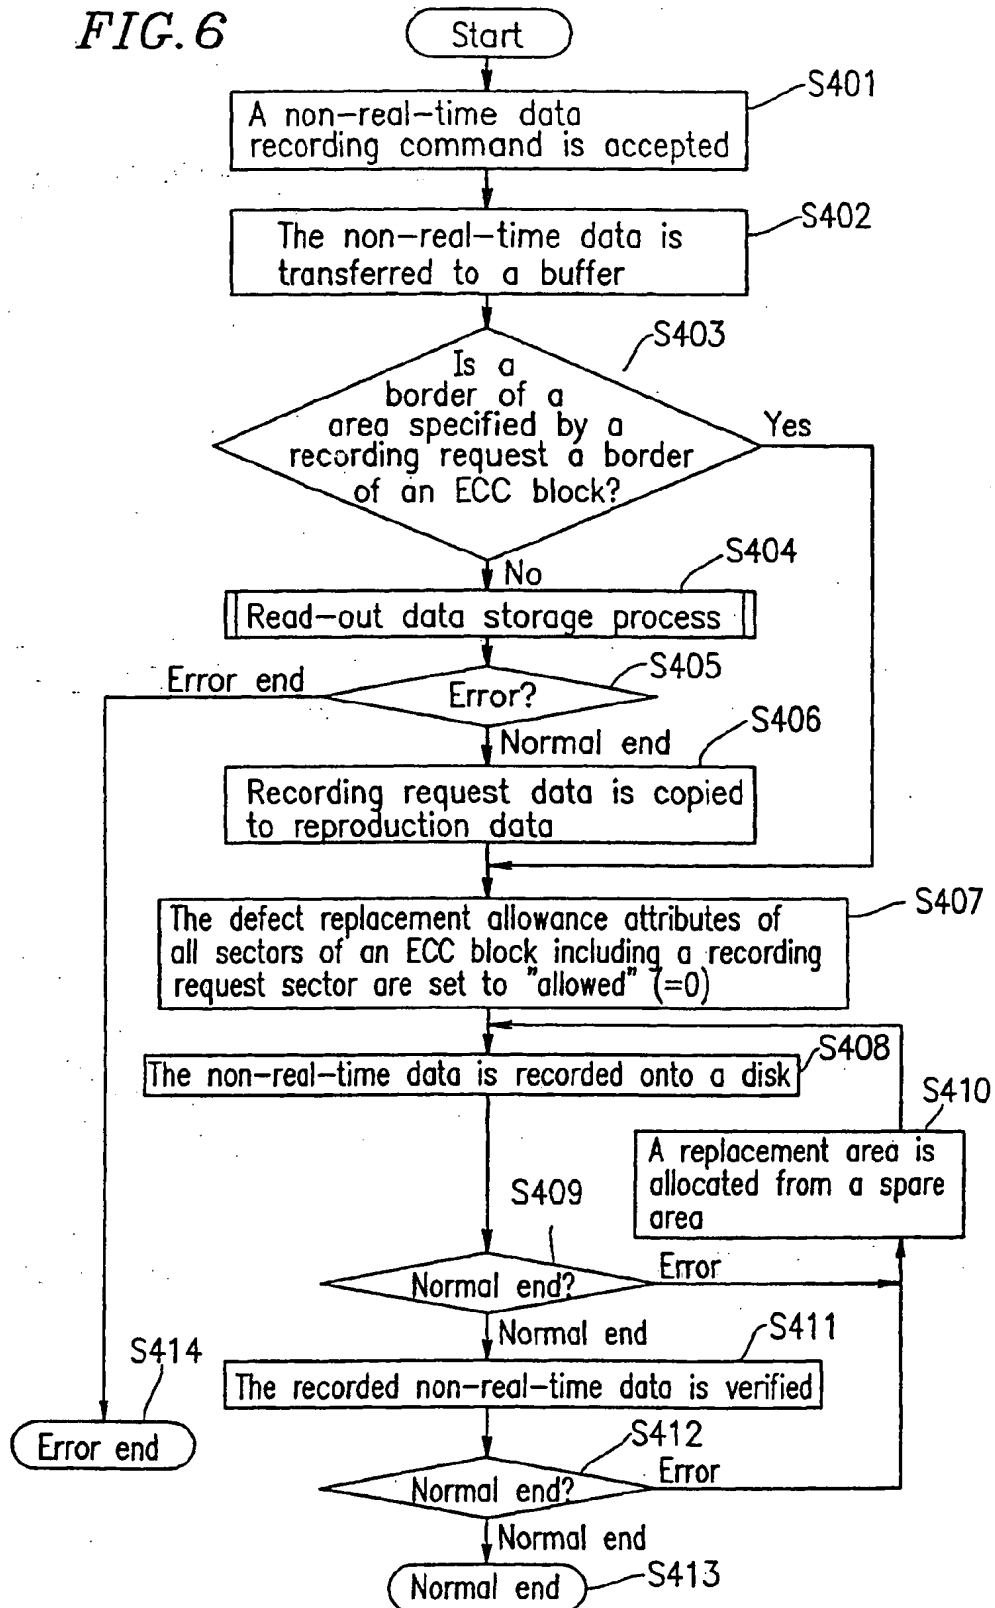 FIG. 6
Start
S401
A non-real-time data
recording command is accepted
S402
The non-real-time data is
transferred to a buffer
S403
Is a
border of a
area specified by a
recording request a border
of an ECC block?
Yes
No
S404
Read-out data storage process
S405
Error end
Error?
Normal end
S406
Recording request data is copied
to reproduction data
S407
The defect replacement allowance attributes of
all sectors of an ECC block including a recording
request sector are set to "allowed" (=0)
S408
The non-real-time data is recorded onto a disk
S410
A replacement area is
allocated from a spare
area
S409
Normal end?
Error
Normal end
S411
The recorded non-real-time data is verified
S414
Error end
S412
Normal end?
Error
Normal end
Normal end
S413